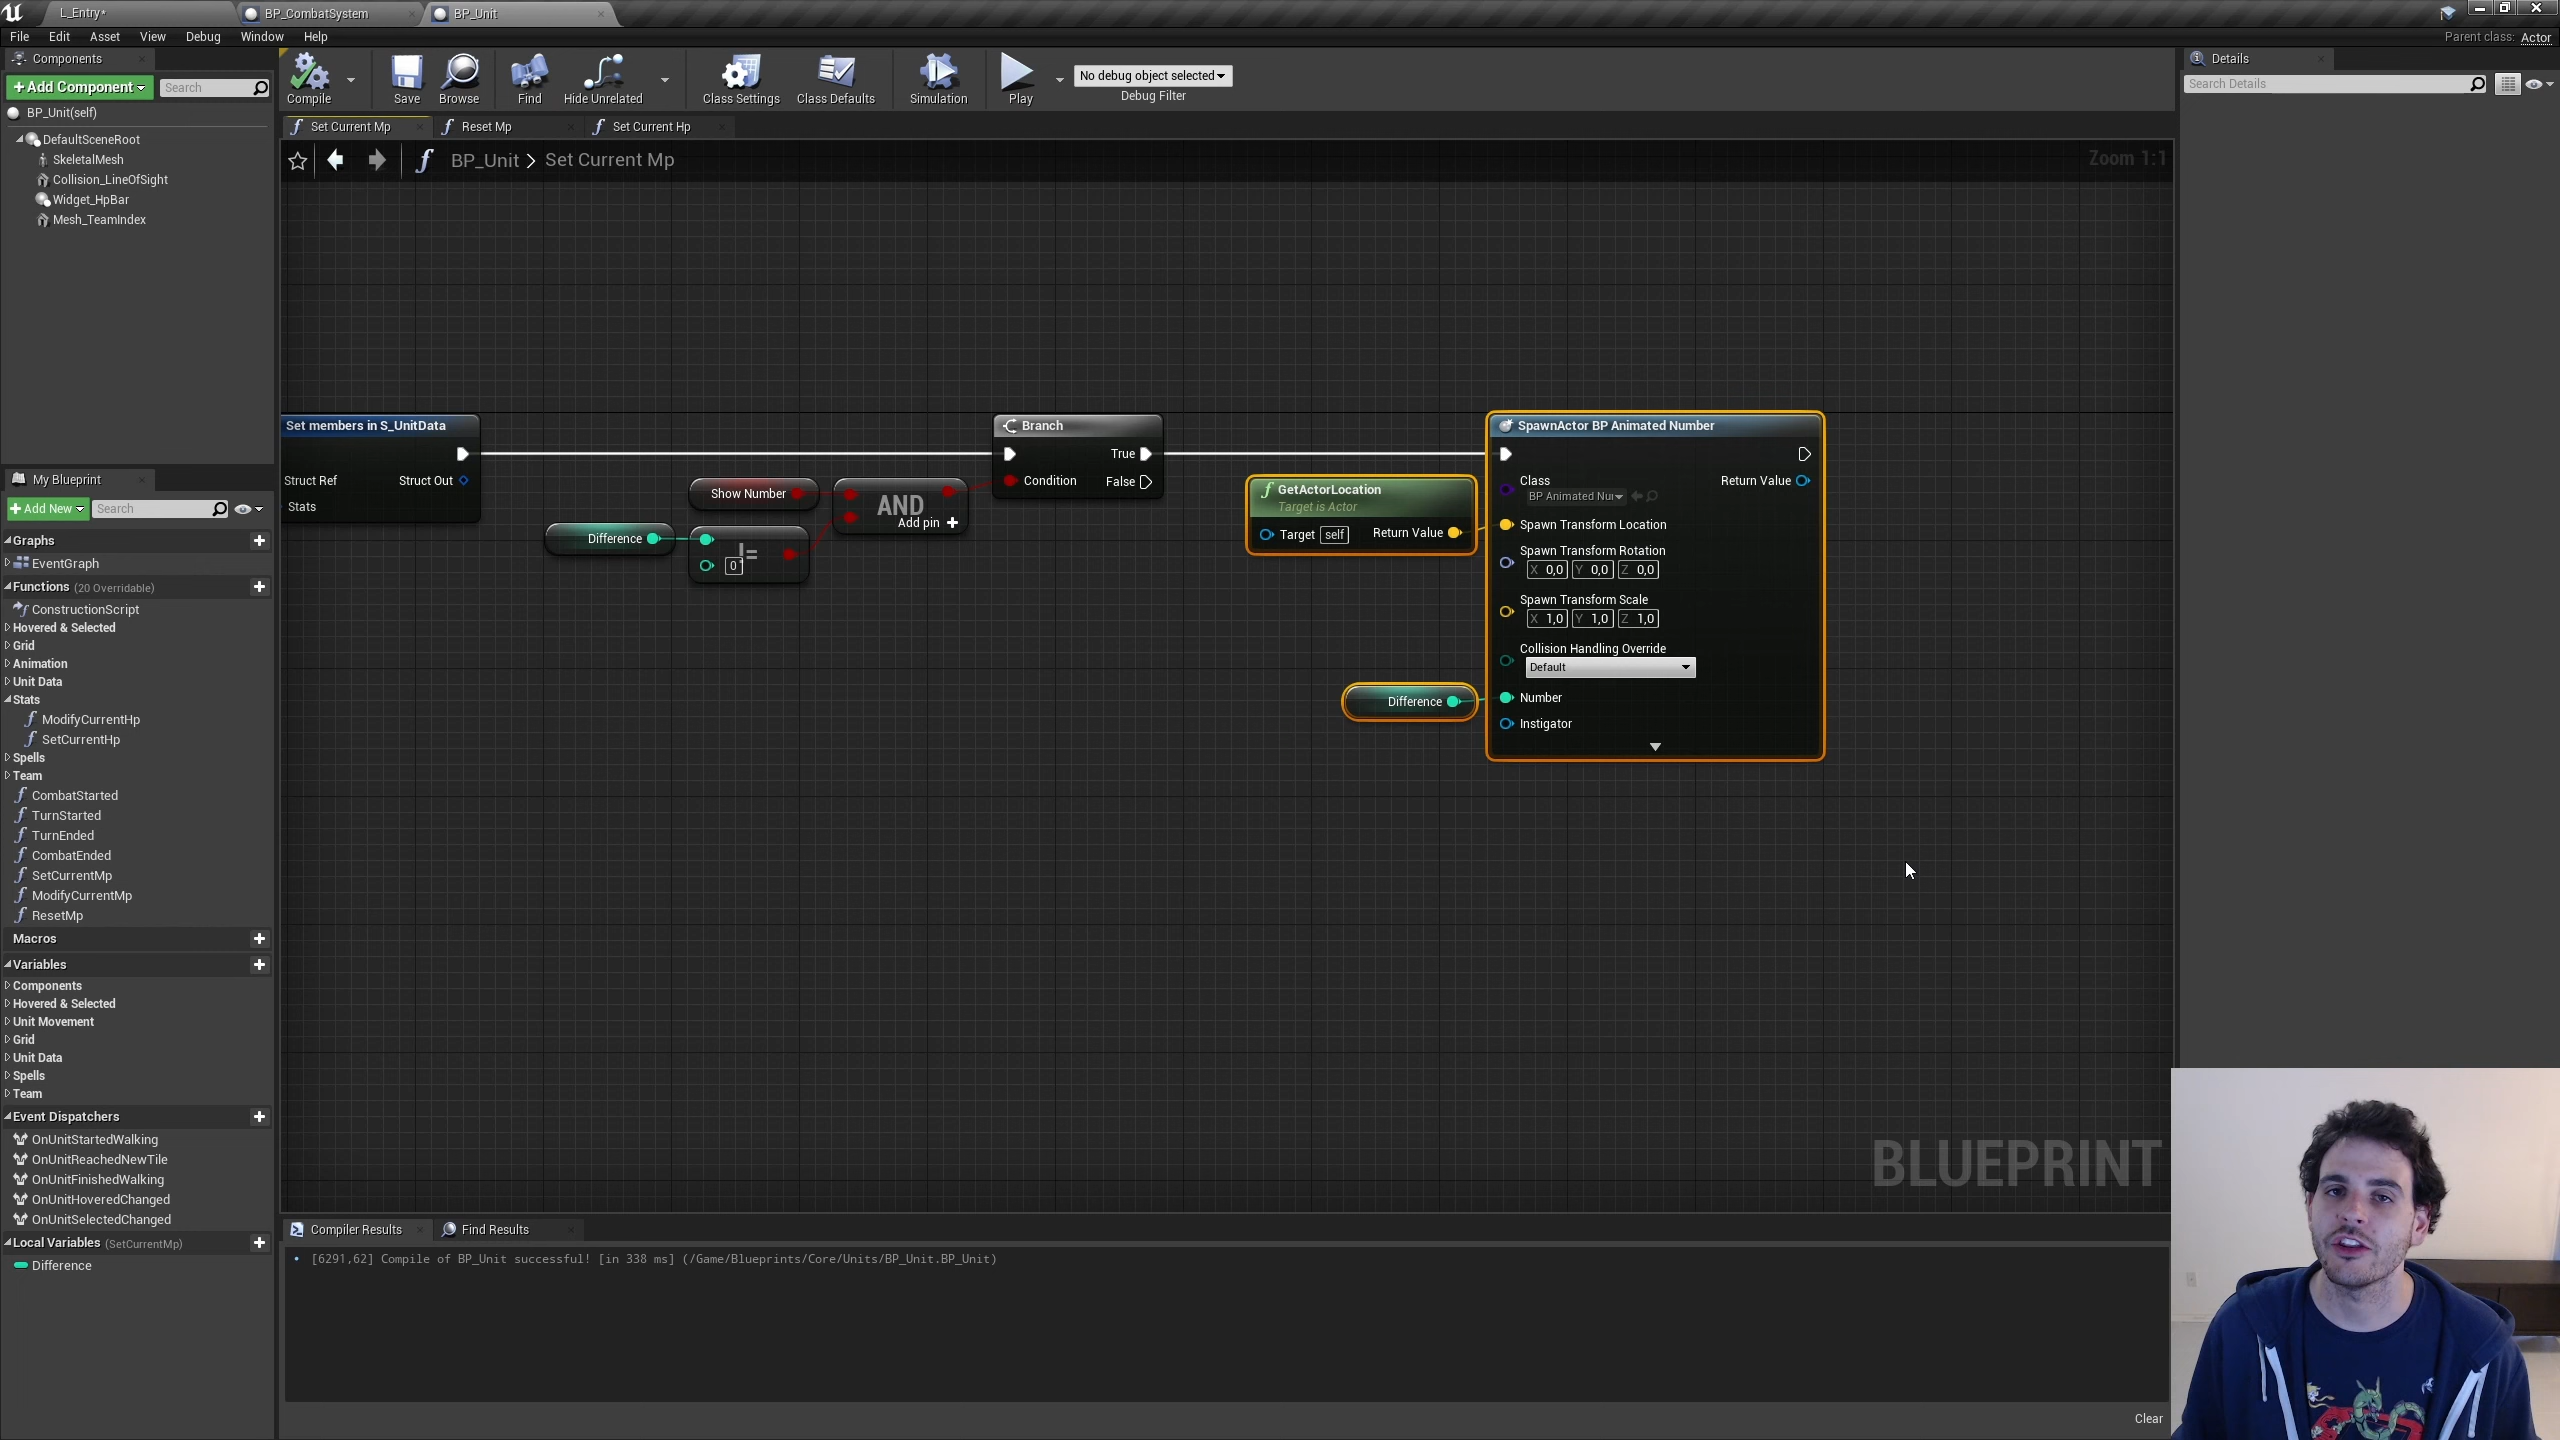 L_Entry*
BP_CombatSystem
BP_Unit
File Edit Asset View Debug Window Help
Parent class: Actor
Components
+Add Component
Search
BP_Unit(self)
DefaultSceneRoot
SkeletalMesh
Collision_LineOfSight
Widget_HpBar
Mesh_TeamIndex
Compile
Save
Browse
Find
Hide Unrelated
Class Settings
Class Defaults
Simulation
Play
No debug object selected
Debug Filter
Details
Search Details
Set Current Mp
Reset Mp
Set Current Hp
BP_Unit > Set Current Mp
Zoom 1:1
Set members in S_UnitData
Struct Ref
Struct Out
Stats
Show Number
Difference
!=
0
AND
Add pin +
Branch
True
Condition
False
GetActorLocation
Target is Actor
Target self
Return Value
Difference
SpawnActor BP Animated Number
Class
Return Value
Spawn Transform Location
Spawn Transform Rotation
X 0,0 Y 0,0 Z 0,0
Spawn Transform Scale
X 1,0 Y 1,0 Z 1,0
Collision Handling Override
Default
Number
Instigator
BLUEPRINT
My Blueprint
+Add New
Search
Graphs
EventGraph
Functions (20 Overridable)
ConstructionScript
Hovered & Selected
Grid
Animation
Unit Data
Stats
ModifyCurrentHp
SetCurrentHp
Spells
Team
CombatStarted
TurnStarted
TurnEnded
CombatEnded
SetCurrentMp
ModifyCurrentMp
ResetMp
Macros
Variables
Components
Hovered & Selected
Unit Movement
Grid
Unit Data
Spells
Team
Event Dispatchers
OnUnitStartedWalking
OnUnitReachedNewTile
OnUnitFinishedWalking
OnUnitHoveredChanged
OnUnitSelectedChanged
Local Variables (SetCurrentMp)
Difference
Compiler Results
Find Results
• [6291,62] Compile of BP_Unit successful! [in 338 ms] (/Game/Blueprints/Core/Units/BP_Unit.BP_Unit)
Clear